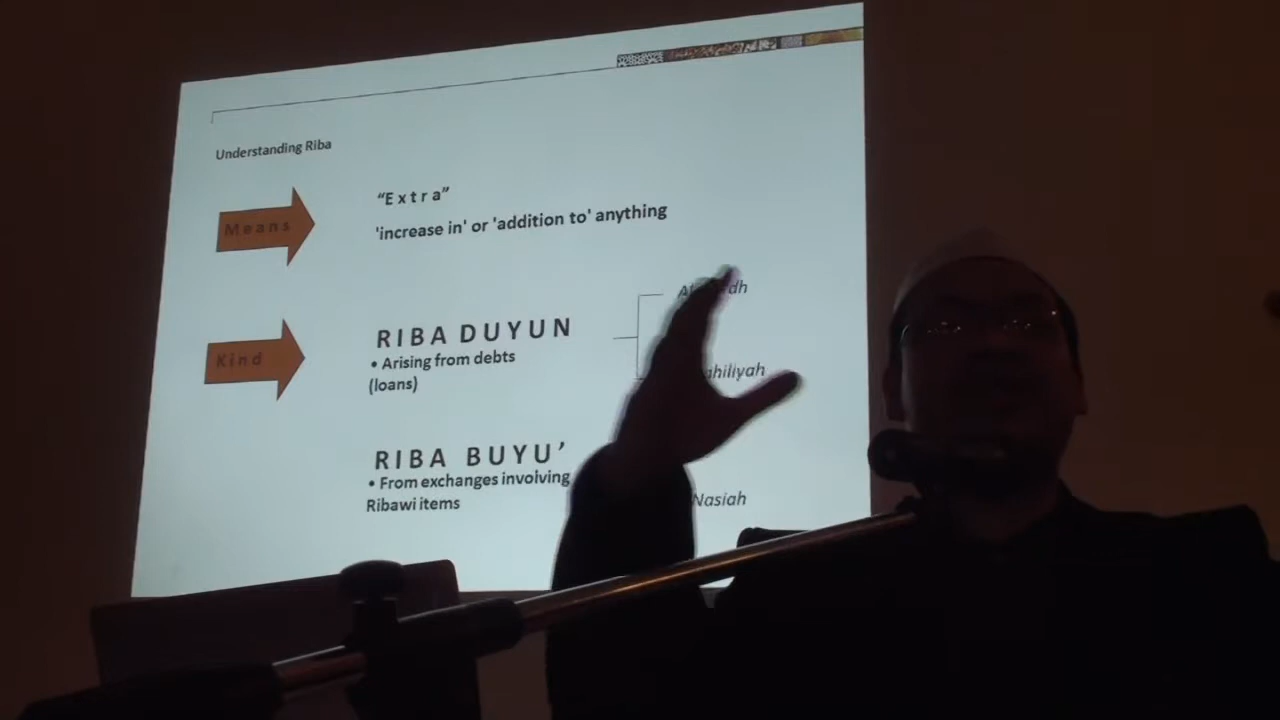 Understanding Riba
Means
"E x t r a"
'increase in' or 'addition to' anything
Kind
RIBA DUYUN
• Arising from debts
(loans)
RIBA BUYU’
• From exchanges involving
Ribawi items
Nasiah